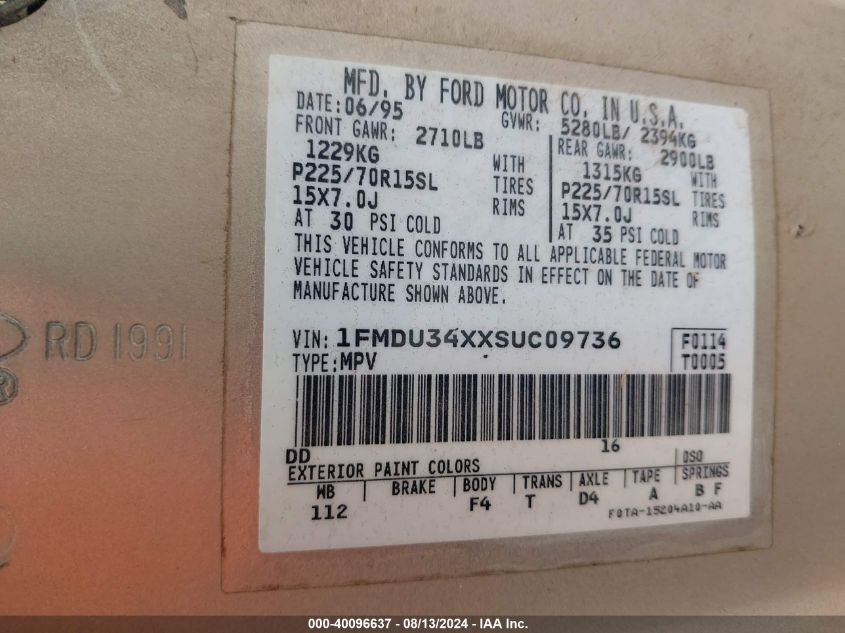 MFD. BY FORD MOTOR CO. IN U.S.A.
DATE: 06/95 GVWR: 5280LB/ 2394KG
FRONT GAWR: 2710LB REAR GAWR: 2900LB
1229KG WITH 1315KG WITH
P225/70R15SL TIRES P225/70R15SL TIRES
15X7.0J RIMS 15X7.0J RIMS
AT 30 PSI COLD AT 35 PSI COLD
THIS VEHICLE CONFORMS TO ALL APPLICABLE FEDERAL MOTOR
VEHICLE SAFETY STANDARDS IN EFFECT ON THE DATE OF
MANUFACTURE SHOWN ABOVE.
VIN: 1FMDU34XXSUC09736 F0114
TYPE: MPV T0005
RD 1991
®
DD 16
EXTERIOR PAINT COLORS DSO
WB BRAKE BODY TRANS AXLE TAPE SPRINGS
112 F4 T D4 A B F
F0TA-15204A10-AA
000-40096637 - 08/13/2024 - IAA Inc.